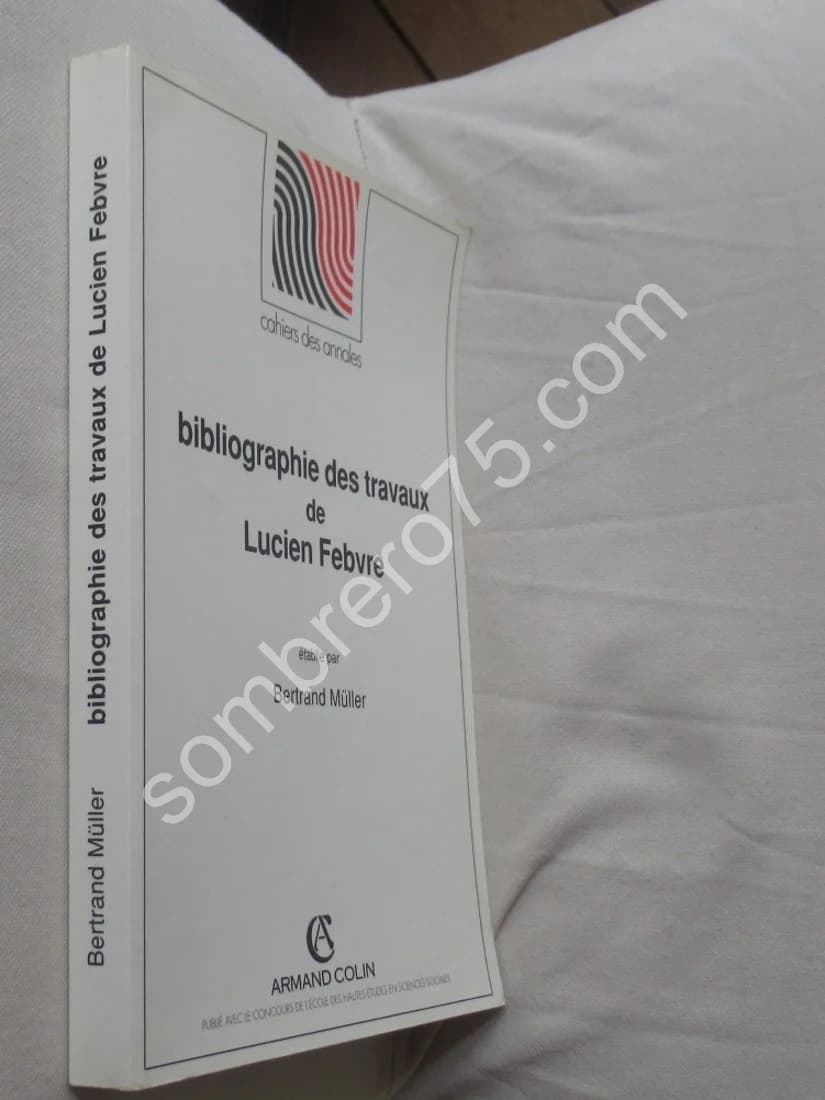 Bertrand Müller bibliographie des travaux de Lucien Febvre
cahiers des annales
bibliographie des travaux
de
Lucien Febvre
établie par
Bertrand Müller
ARMAND COLIN
PUBLIÉ AVEC LE CONCOURS DE L'ÉCOLE DES HAUTES ÉTUDES EN SCIENCES SOCIALES
sombrero75.com